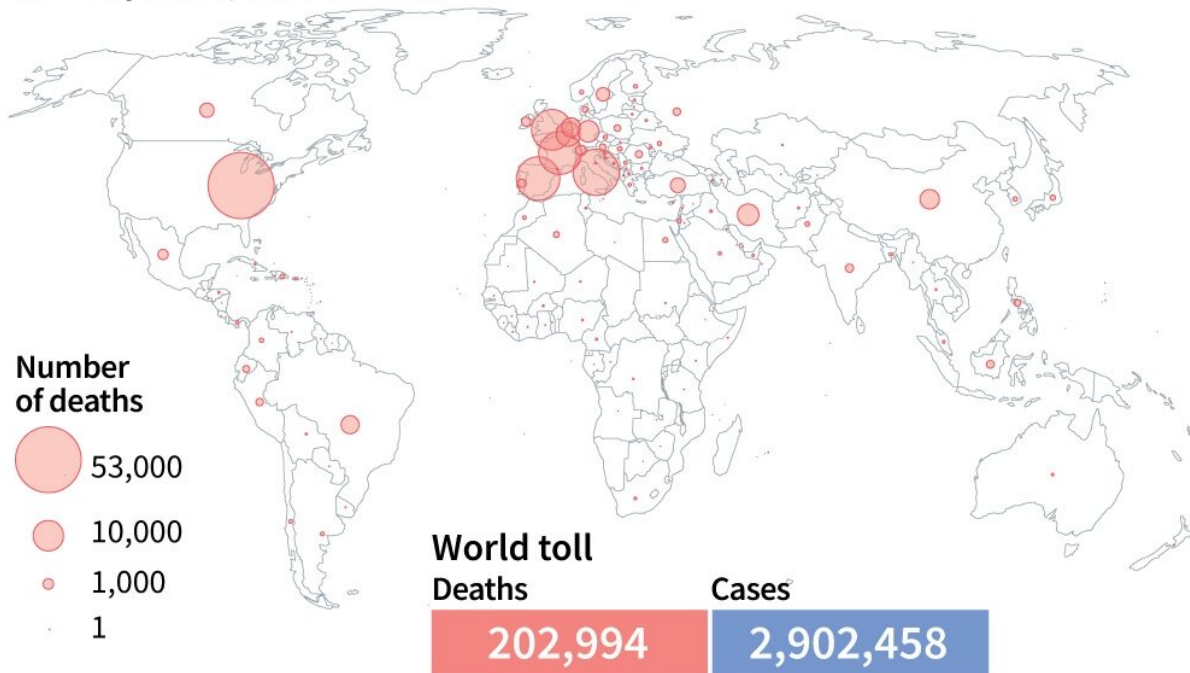 Number
of deaths
53,000
10,000
1,000
1
World toll
Deaths
Cases
202,994
2,902,458